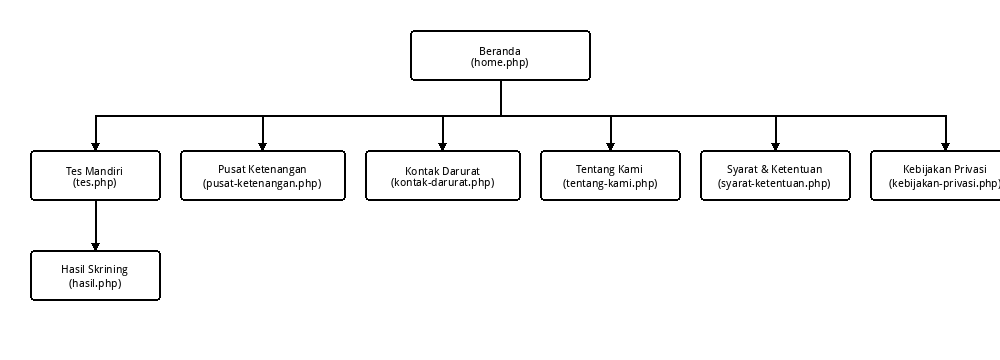 Beranda
(home.php)
Tes Mandiri
(tes.php)
Pusat Ketenangan
(pusat-ketenangan.php)
Kontak Darurat
(kontak-darurat.php)
Tentang Kami
(tentang-kami.php)
Syarat & Ketentuan
(syarat-ketentuan.php)
Kebijakan Privasi
(kebijakan-privasi.php)
Hasil Skrining
(hasil.php)